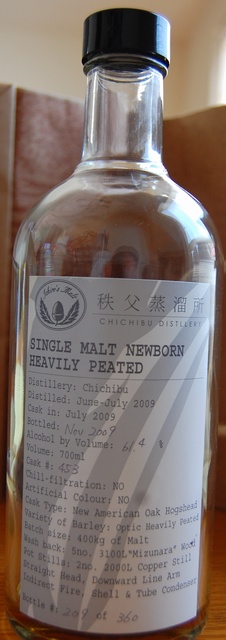 Ichiro's Malt
秩父蒸溜所
CHICHIBU DISTILLERY
SINGLE MALT NEWBORN
HEAVILY PEATED
Distillery: Chichibu
Distilled: June-July 2009
Cask in: July 2009
Bottled: Nov 2009
Alcohol by Volume: 61.4 %
Volume: 700ml
Cask #: 453
Chill-filtration: NO
Artificial Colour: NO
Cask Type: New American Oak Hogshead
Variety of Barley: Optic Heavily Peated
Batch size: 400kg of Malt
Wash back: 5no. 3100L "Mizunara" Wood
Pot Stills: 2no. 2000L Copper Still
Straight Head, Downward Line Arm
Indirect Fire, Shell & Tube Condenser
Bottle #: 209 of 360